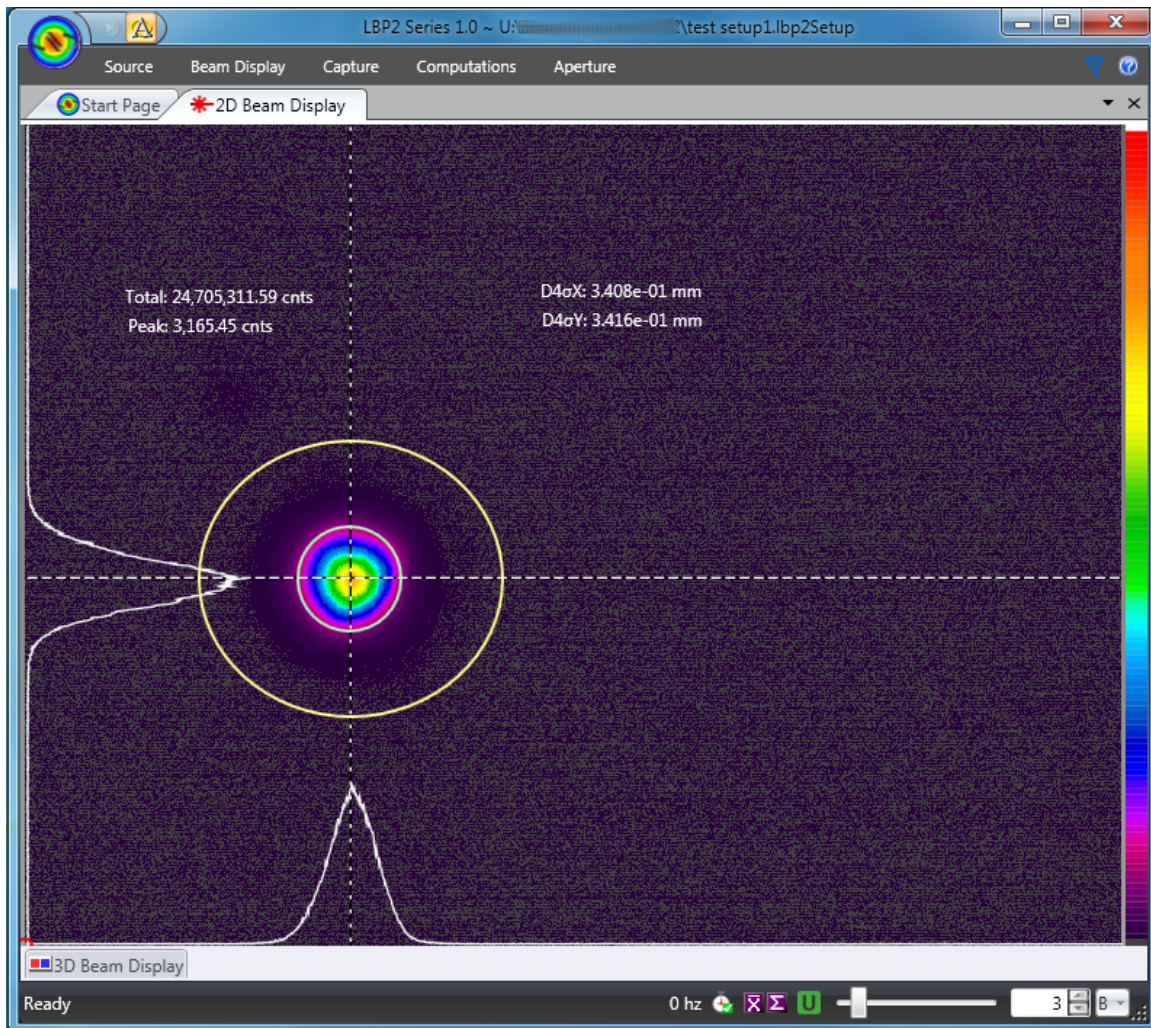 LBP2 Series 1.0 ~ U:\ 2\test setup1.lbp2Setup
Source Beam Display Capture Computations Aperture
Start Page 2D Beam Display
Total: 24,705,311.59 cnts
Peak: 3,165.45 cnts
D4σX: 3.408e-01 mm
D4σY: 3.416e-01 mm
3D Beam Display
Ready 0 hz X Σ U 3 B